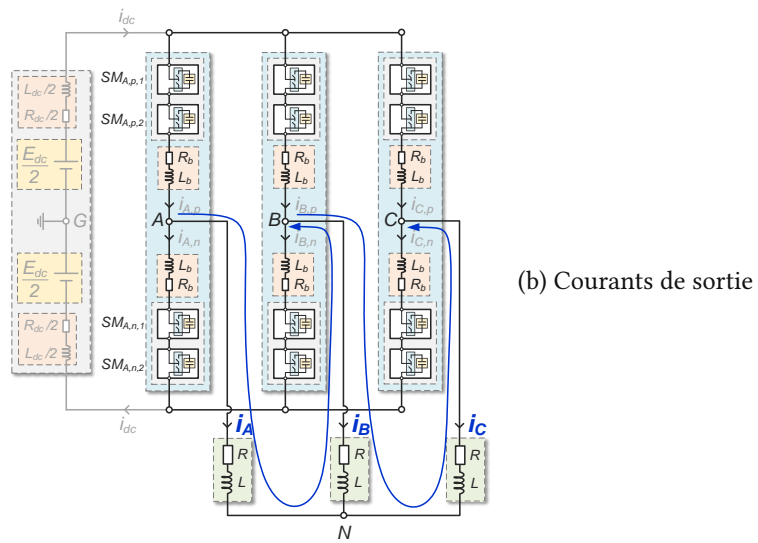 i_dc
SM_A,p,1
L_dc/2
R_dc/2
SM_A,p,2
E_dc/2
R_b R_b R_b
L_b L_b L_b
i_A,p i_B,p i_C,p
G A B C
i_A,n i_B,n i_C,n
E_dc/2
L_b L_b L_b
R_b R_b R_b
R_dc/2
L_dc/2
SM_A,n,1
SM_A,n,2
i_dc
i_A i_B i_C
R R R
L L L
N
(b) Courants de sortie